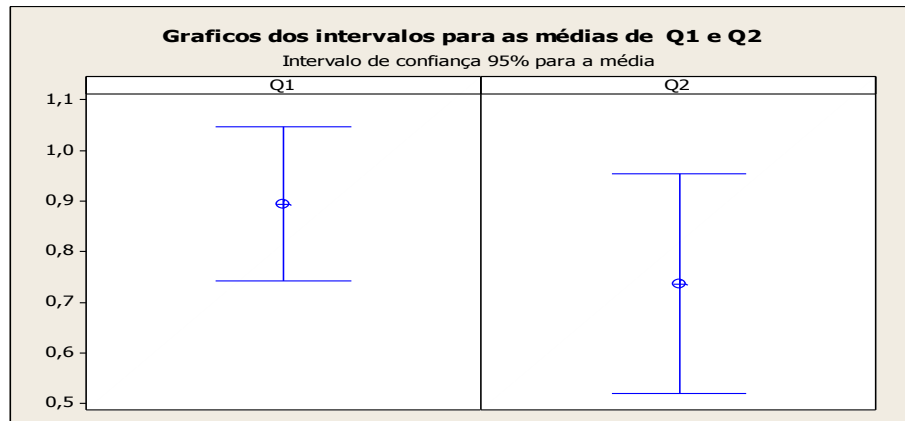 Graficos dos intervalos para as médias de Q1 e Q2
Intervalo de confiança 95% para a média
Q1 Q2
1,1
1,0
0,9
0,8
0,7
0,6
0,5